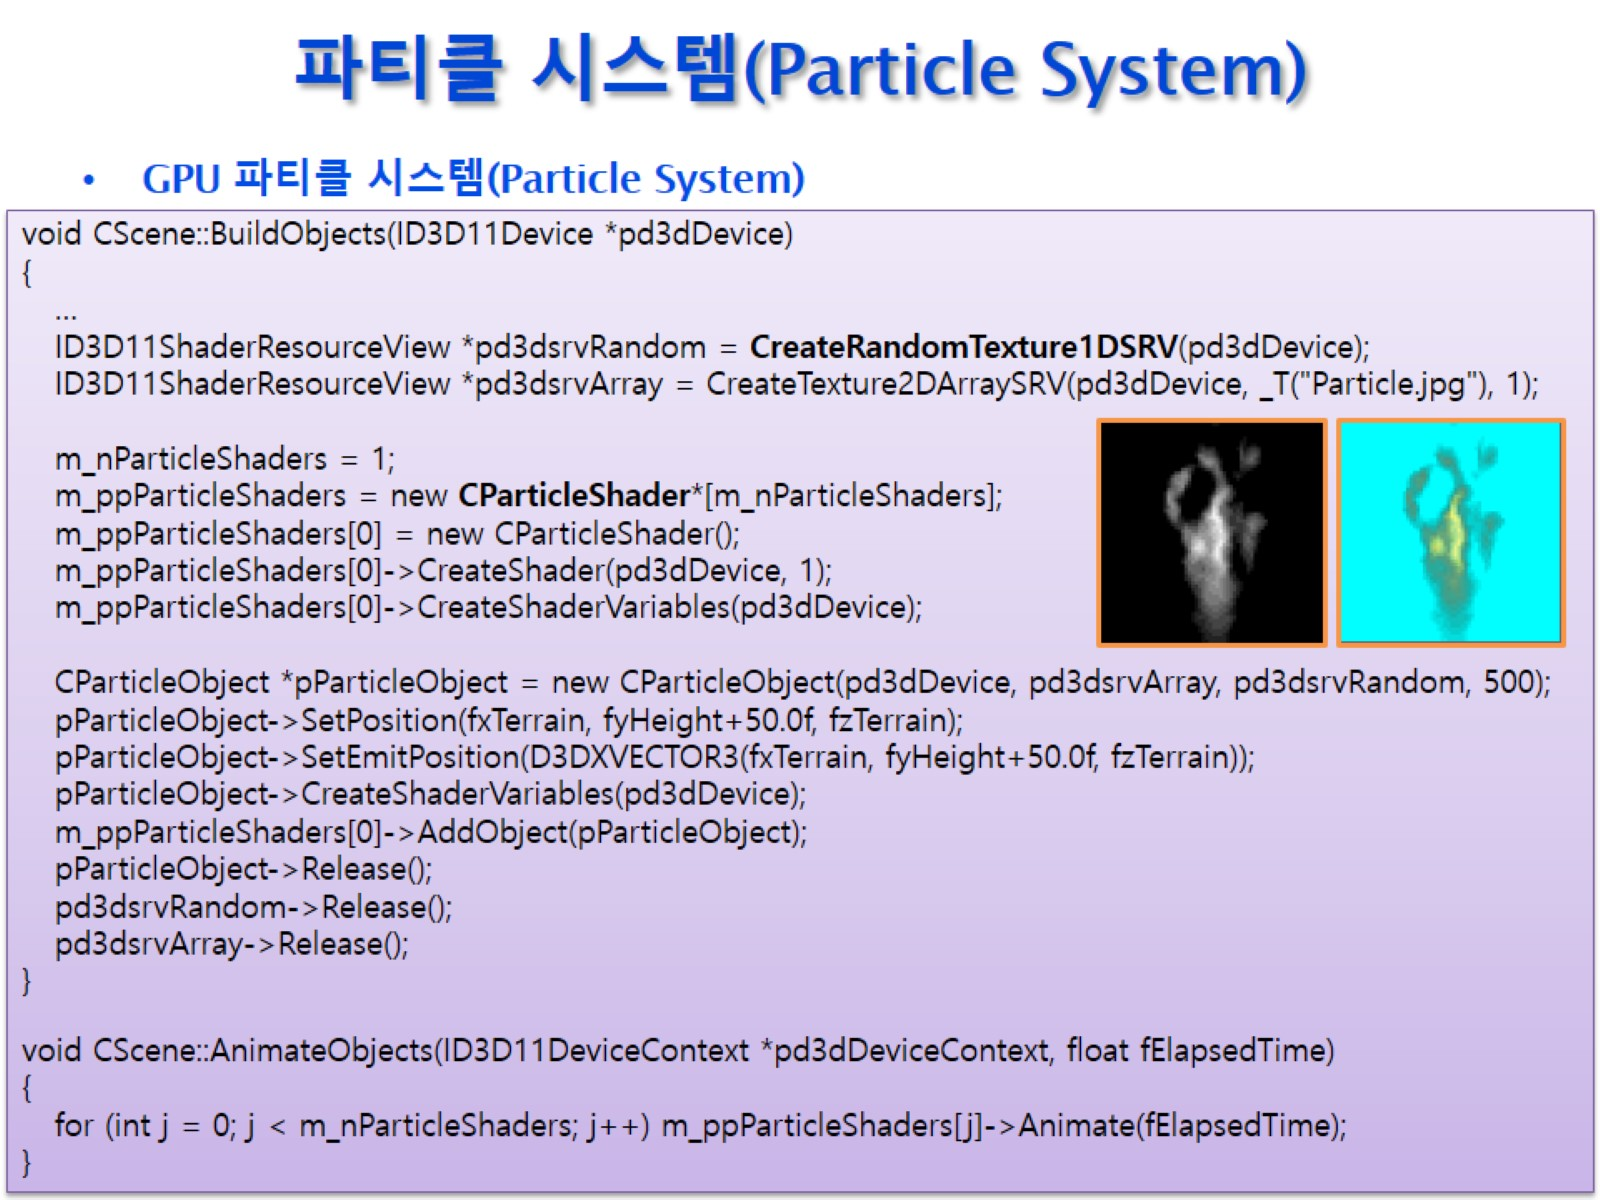 파티클 시스템(Particle System)
• GPU 파티클 시스템(Particle System)
void CScene::BuildObjects(ID3D11Device *pd3dDevice)
{
...
ID3D11ShaderResourceView *pd3dsrvRandom = CreateRandomTexture1DSRV(pd3dDevice);
ID3D11ShaderResourceView *pd3dsrvArray = CreateTexture2DArraySRV(pd3dDevice, _T("Particle.jpg"), 1);
m_nParticleShaders = 1;
m_ppParticleShaders = new CParticleShader*[m_nParticleShaders];
m_ppParticleShaders[0] = new CParticleShader();
m_ppParticleShaders[0]->CreateShader(pd3dDevice, 1);
m_ppParticleShaders[0]->CreateShaderVariables(pd3dDevice);
CParticleObject *pParticleObject = new CParticleObject(pd3dDevice, pd3dsrvArray, pd3dsrvRandom, 500);
pParticleObject->SetPosition(fxTerrain, fyHeight+50.0f, fzTerrain);
pParticleObject->SetEmitPosition(D3DXVECTOR3(fxTerrain, fyHeight+50.0f, fzTerrain));
pParticleObject->CreateShaderVariables(pd3dDevice);
m_ppParticleShaders[0]->AddObject(pParticleObject);
pParticleObject->Release();
pd3dsrvRandom->Release();
pd3dsrvArray->Release();
}
void CScene::AnimateObjects(ID3D11DeviceContext *pd3dDeviceContext, float fElapsedTime)
{
for (int j = 0; j < m_nParticleShaders; j++) m_ppParticleShaders[j]->Animate(fElapsedTime);
}